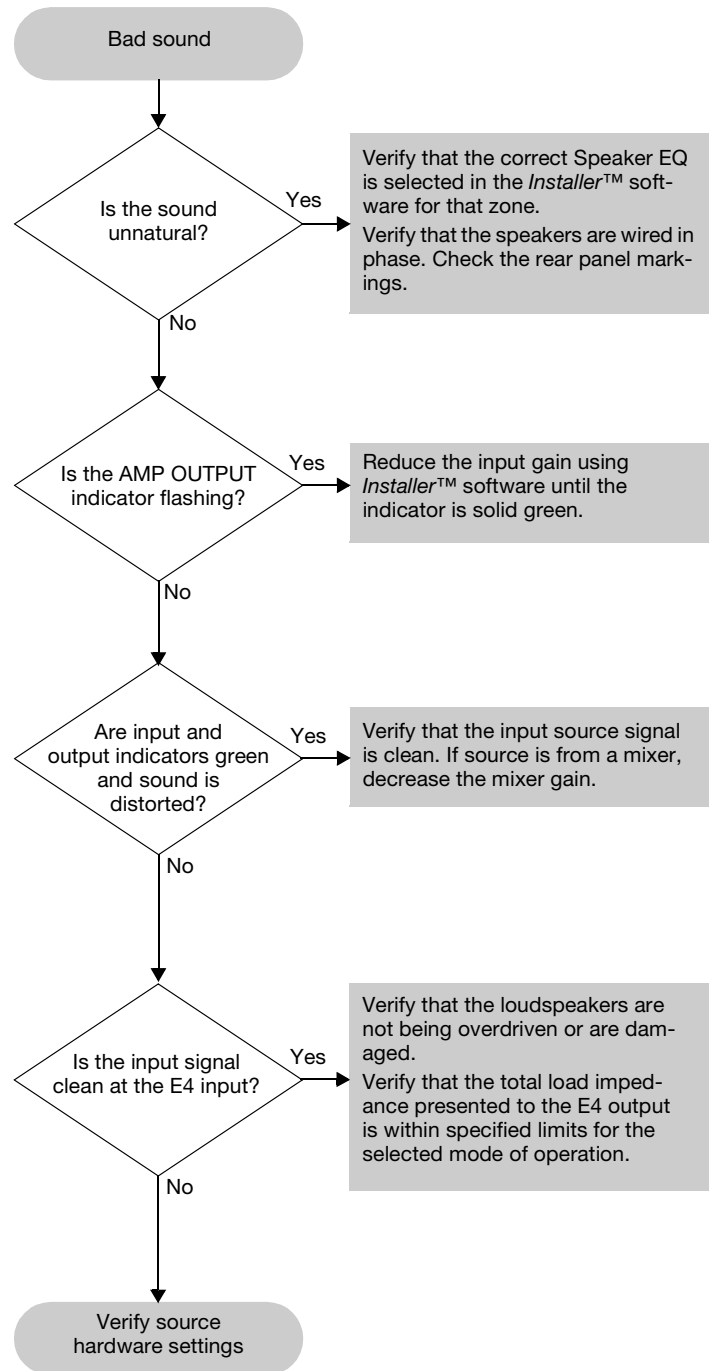 Bad sound
Is the sound
unnatural?
Yes
Verify that the correct Speaker EQ
is selected in the Installer™ soft-
ware for that zone.
Verify that the speakers are wired in
phase. Check the rear panel mark-
ings.
No
Is the AMP OUTPUT
indicator flashing?
Yes
Reduce the input gain using
Installer™ software until the
indicator is solid green.
No
Are input and
output indicators green
and sound is
distorted?
Yes
Verify that the input source signal
is clean. If source is from a mixer,
decrease the mixer gain.
No
Is the input signal
clean at the E4 input?
Yes
Verify that the loudspeakers are
not being overdriven or are dam-
aged.
Verify that the total load imped-
ance presented to the E4 output
is within specified limits for the
selected mode of operation.
No
Verify source
hardware settings